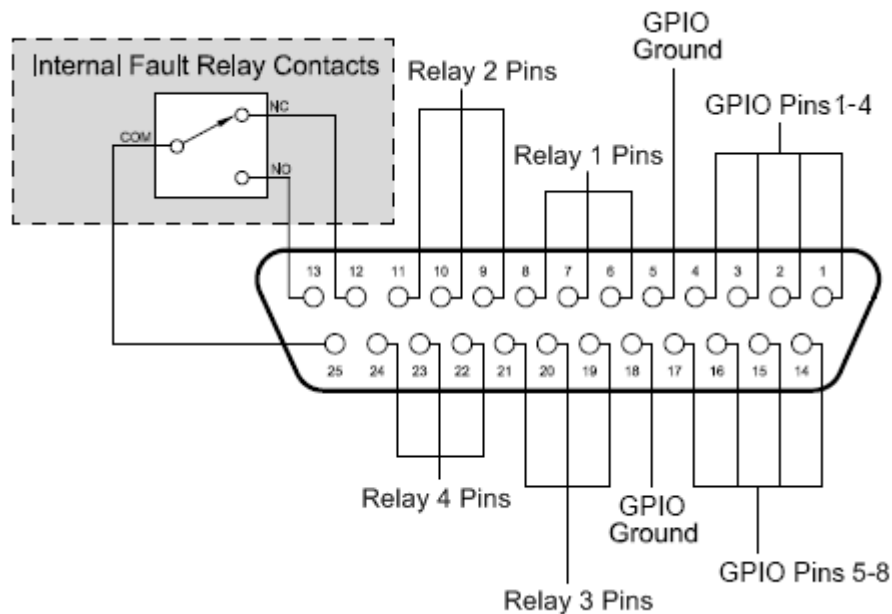 GPIO
Ground
Internal Fault Relay Contacts
Relay 2 Pins
GPIO Pins 1-4
NC
Relay 1 Pins
COM
NO
13 12 11 10 9 8 7 6 5 4 3 2 1
25 24 23 22 21 20 19 18 17 16 15 14
Relay 4 Pins
GPIO
Ground
GPIO Pins 5-8
Relay 3 Pins